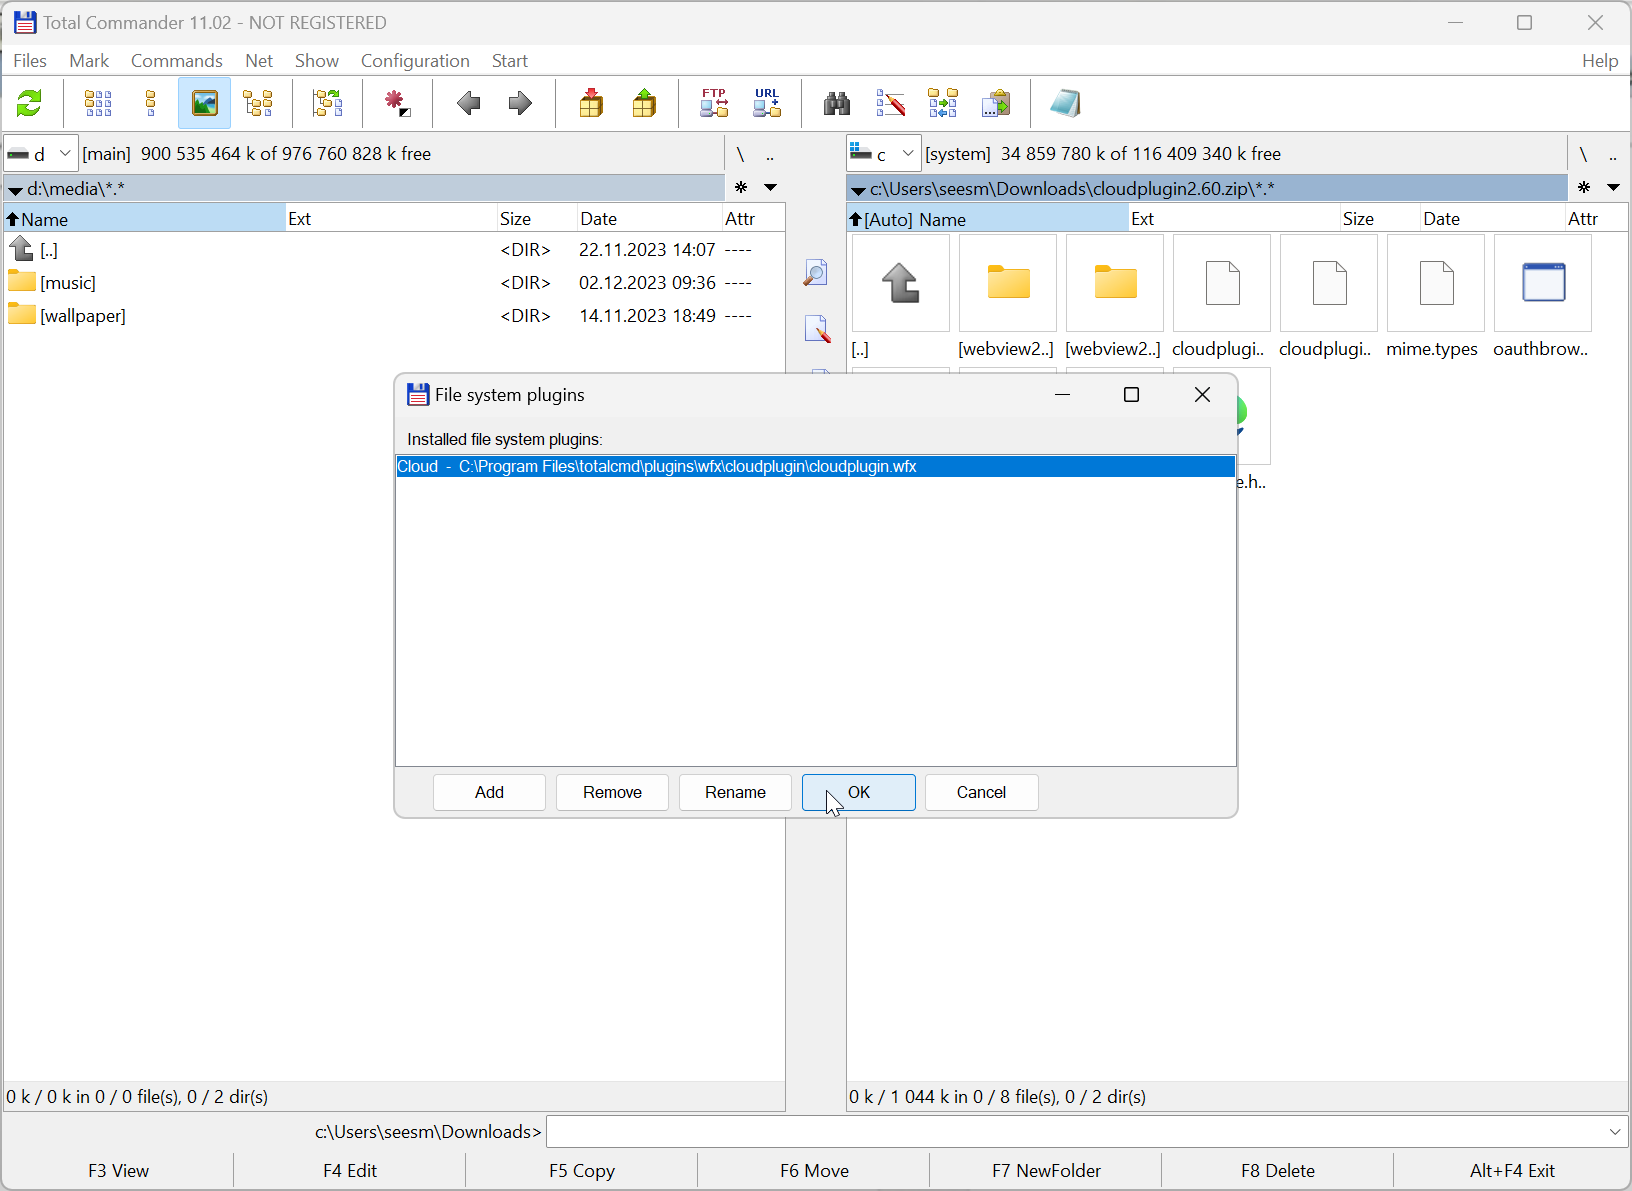 Total Commander 11.02 - NOT REGISTERED
Files Mark Commands Net Show Configuration Start Help
FTP URL
d [main] 900 535 464 k of 976 760 828 k free \ ..
c [system] 34 859 780 k of 116 409 340 k free \ ..
d:\media\*.* *
c:\Users\seesm\Downloads\cloudplugin2.60.zip\*.* *
Name Ext Size Date Attr
[Auto] Name Ext Size Date Attr
[..] <DIR> 22.11.2023 14:07 ----
[music] <DIR> 02.12.2023 09:36 ----
[wallpaper] <DIR> 14.11.2023 18:49 ----
[..] [webview2..] [webview2..] cloudplugi.. cloudplugi.. mime.types oauthbrow..
e.h..
File system plugins
Installed file system plugins:
Cloud - C:\Program Files\totalcmd\plugins\wfx\cloudplugin\cloudplugin.wfx
Add Remove Rename OK Cancel
0 k / 0 k in 0 / 0 file(s), 0 / 2 dir(s)
0 k / 1 044 k in 0 / 8 file(s), 0 / 2 dir(s)
c:\Users\seesm\Downloads>
F3 View F4 Edit F5 Copy F6 Move F7 NewFolder F8 Delete Alt+F4 Exit